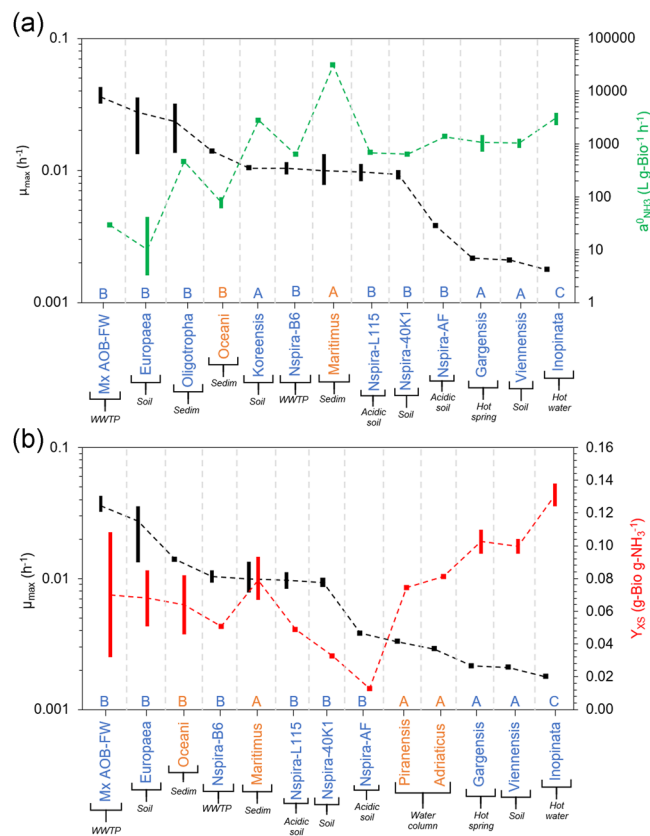 (a)
0.1
0.01
0.001
μmax (h-1)
100000
10000
1000
100
10
1
a0NH3 (L g-Bio-1 h-1)
B B B B A B A B B B A A C
Mx AOB-FW
Europaea
Oligotropha
Oceani
Koreensis
Nspira-B6
Maritimus
Nspira-L115
Nspira-40K1
Nspira-AF
Gargensis
Viennensis
Inopinata
WWTP
Soil
Sedim
Sedim
Soil
WWTP
Sedim
Acidic
soil
Soil
Acidic
soil
Hot
spring
Soil
Hot
water
(b)
0.1
0.01
0.001
μmax (h-1)
0.16
0.14
0.12
0.10
0.08
0.06
0.04
0.02
0.00
YXS (g-Bio g-NH3-1)
B B B B A B B B A A A A C
Mx AOB-FW
Europaea
Oceani
Nspira-B6
Maritimus
Nspira-L115
Nspira-40K1
Nspira-AF
Piranensis
Adriaticus
Gargensis
Viennensis
Inopinata
WWTP
Soil
Sedim
WWTP
Sedim
Acidic
soil
Soil
Acidic
soil
Water
column
Hot
spring
Soil
Hot
water